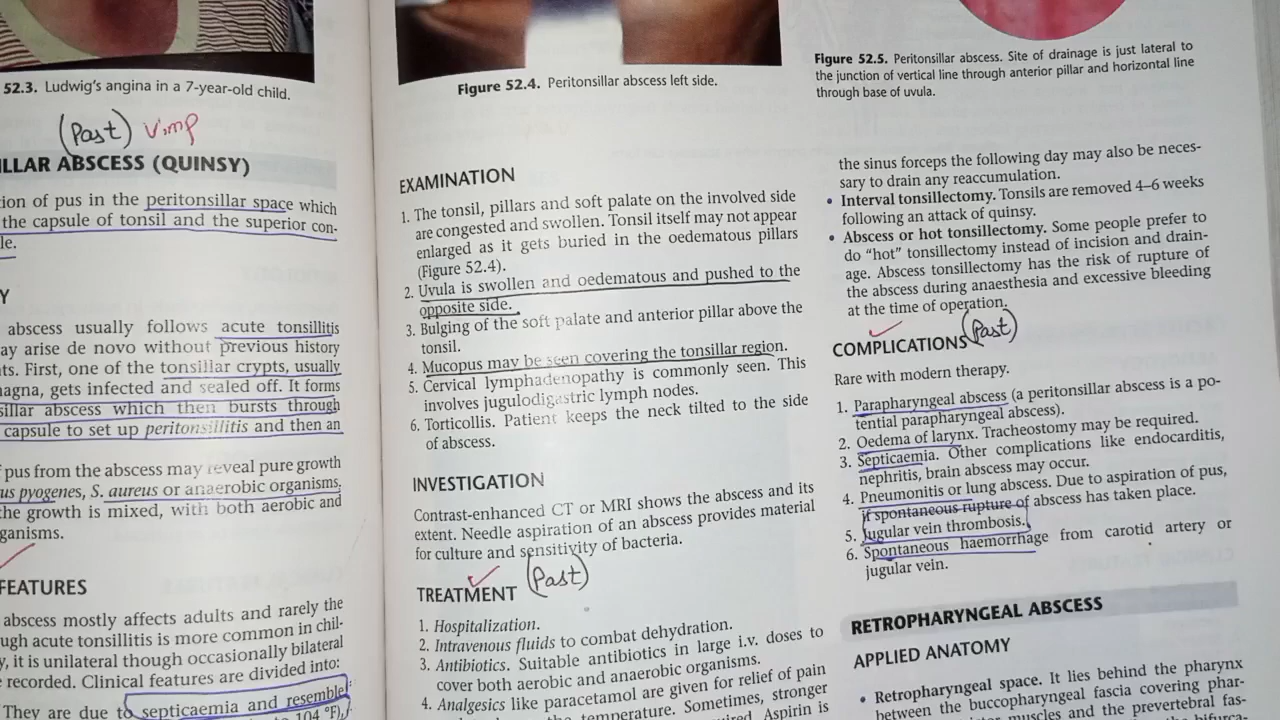 52.3. Ludwig's angina in a 7-year-old child.
(Past) V.imp
ILLAR ABSCESS (QUINSY)
tion of pus in the peritonsillar space which
the capsule of tonsil and the superior con-
le.
Y
abscess usually follows acute tonsillitis
ay arise de novo without previous history
ts. First, one of the tonsillar crypts, usually
magna, gets infected and sealed off. It forms
sillar abscess which then bursts through
capsule to set up peritonsillitis and then an
f pus from the abscess may reveal pure growth
us pyogenes, S. aureus or anaerobic organisms.
the growth is mixed, with both aerobic and
ganisms.
FEATURES
abscess mostly affects adults and rarely the
ugh acute tonsillitis is more common in chil-
y, it is unilateral though occasionally bilateral
e recorded. Clinical features are divided into:
They are due to septicaemia and resemble
104 °F),
Figure 52.4. Peritonsillar abscess left side.
EXAMINATION
1. The tonsil, pillars and soft palate on the involved side
are congested and swollen. Tonsil itself may not appear
enlarged as it gets buried in the oedematous pillars
(Figure 52.4).
2. Uvula is swollen and oedematous and pushed to the
opposite side.
3. Bulging of the soft palate and anterior pillar above the
tonsil.
4. Mucopus may be seen covering the tonsillar region.
5. Cervical lymphadenopathy is commonly seen. This
involves jugulodigastric lymph nodes.
6. Torticollis. Patient keeps the neck tilted to the side
of abscess.
INVESTIGATION
Contrast-enhanced CT or MRI shows the abscess and its
extent. Needle aspiration of an abscess provides material
for culture and sensitivity of bacteria.
TREATMENT (Past)
1. Hospitalization.
2. Intravenous fluids to combat dehydration.
3. Antibiotics. Suitable antibiotics in large i.v. doses to
cover both aerobic and anaerobic organisms.
4. Analgesics like paracetamol are given for relief of pain
the temperature. Sometimes, stronger
Aspirin is
Figure 52.5. Peritonsillar abscess. Site of drainage is just lateral to
the junction of vertical line through anterior pillar and horizontal line
through base of uvula.
the sinus forceps the following day may also be neces-
sary to drain any reaccumulation.
• Interval tonsillectomy. Tonsils are removed 4–6 weeks
following an attack of quinsy.
• Abscess or hot tonsillectomy. Some people prefer to
do "hot" tonsillectomy instead of incision and drain-
age. Abscess tonsillectomy has the risk of rupture of
the abscess during anaesthesia and excessive bleeding
at the time of operation.
COMPLICATIONS (Past)
Rare with modern therapy.
1. Parapharyngeal abscess (a peritonsillar abscess is a po-
tential parapharyngeal abscess).
2. Oedema of larynx. Tracheostomy may be required.
3. Septicaemia. Other complications like endocarditis,
nephritis, brain abscess may occur.
4. Pneumonitis or lung abscess. Due to aspiration of pus,
if spontaneous rupture of abscess has taken place.
5. Jugular vein thrombosis.
6. Spontaneous haemorrhage from carotid artery or
jugular vein.
RETROPHARYNGEAL ABSCESS
APPLIED ANATOMY
• Retropharyngeal space. It lies behind the pharynx
between the buccopharyngeal fascia covering phar-
muscles and the prevertebral fas-